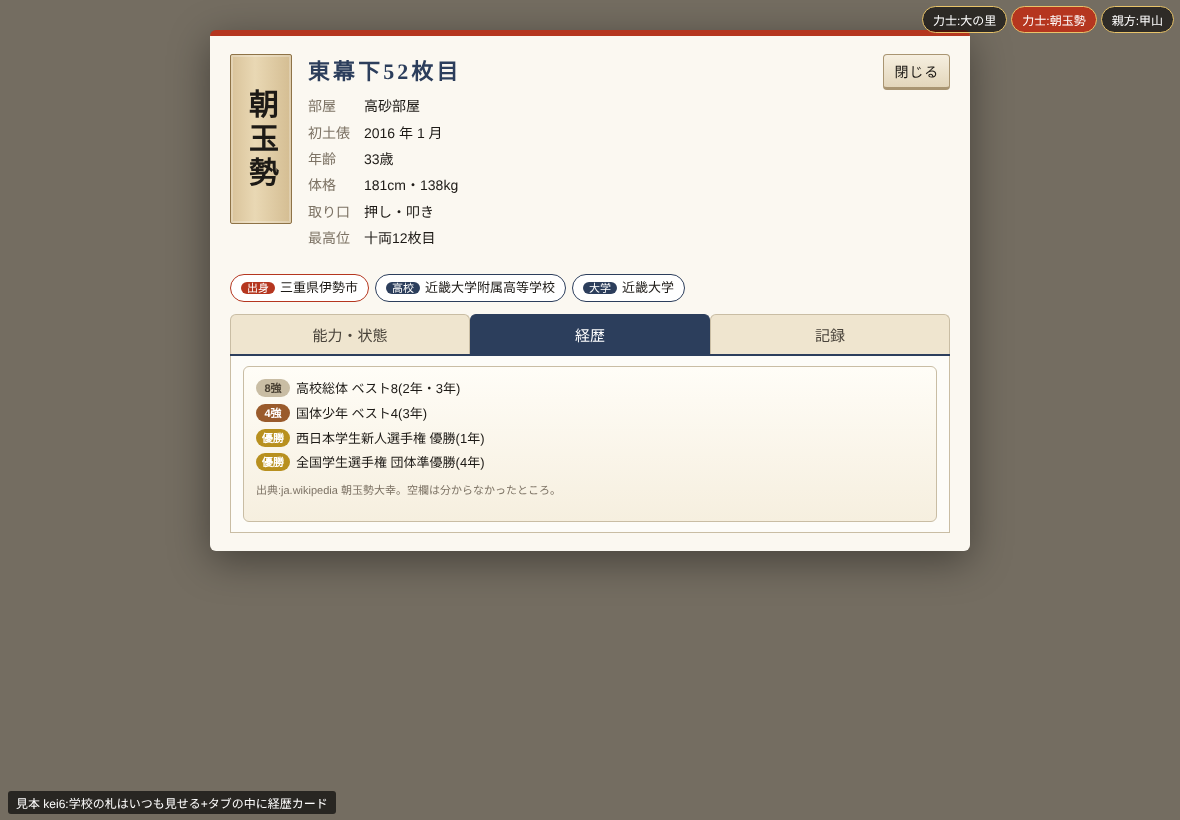 力士:大の里
力士:朝玉勢
親方:甲山
朝玉勢
東幕下52枚目
閉じる
部屋 高砂部屋
初土俵 2016 年 1 月
年齢 33歳
体格 181cm・138kg
取り口 押し・叩き
最高位 十両12枚目
出身 三重県伊勢市
高校 近畿大学附属高等学校
大学 近畿大学
能力・状態
経歴
記録
8強 高校総体 ベスト8(2年・3年)
4強 国体少年 ベスト4(3年)
優勝 西日本学生新人選手権 優勝(1年)
優勝 全国学生選手権 団体準優勝(4年)
出典:ja.wikipedia 朝玉勢大幸。空欄は分からなかったところ。
見本 kei6:学校の札はいつも見せる+タブの中に経歴カード